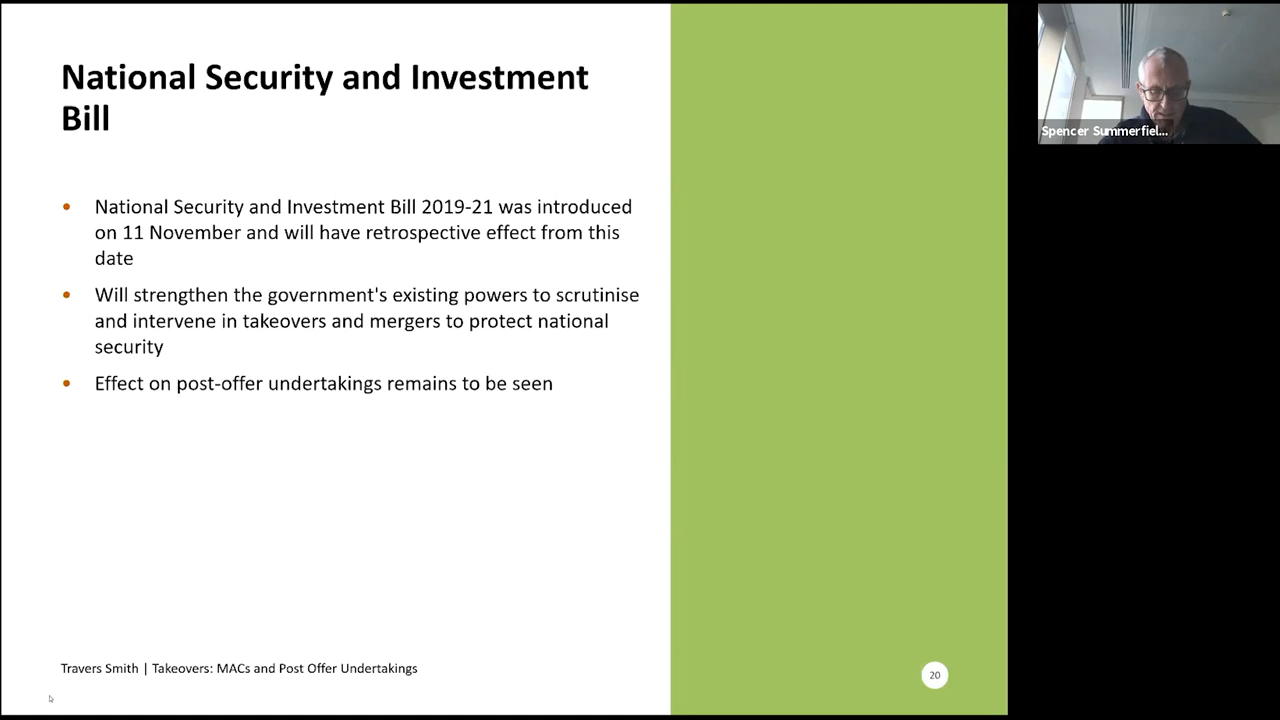 National Security and Investment
Bill
• National Security and Investment Bill 2019-21 was introduced
on 11 November and will have retrospective effect from this
date
• Will strengthen the government's existing powers to scrutinise
and intervene in takeovers and mergers to protect national
security
• Effect on post-offer undertakings remains to be seen
Travers Smith | Takeovers: MACs and Post Offer Undertakings
20
Spencer Summerfiel...